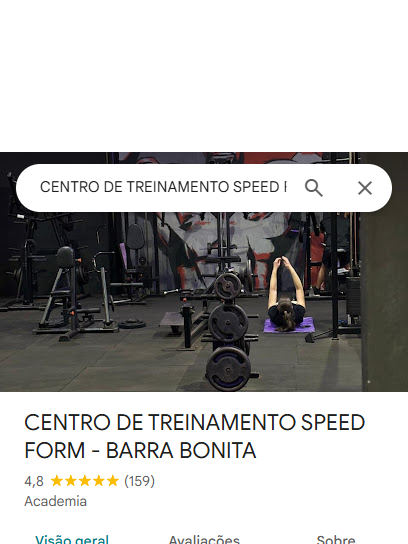 CENTRO DE TREINAMENTO SPEED F
CENTRO DE TREINAMENTO SPEED
FORM - BARRA BONITA
4,8 (159)
Academia
Visão geral Avaliações Sobre